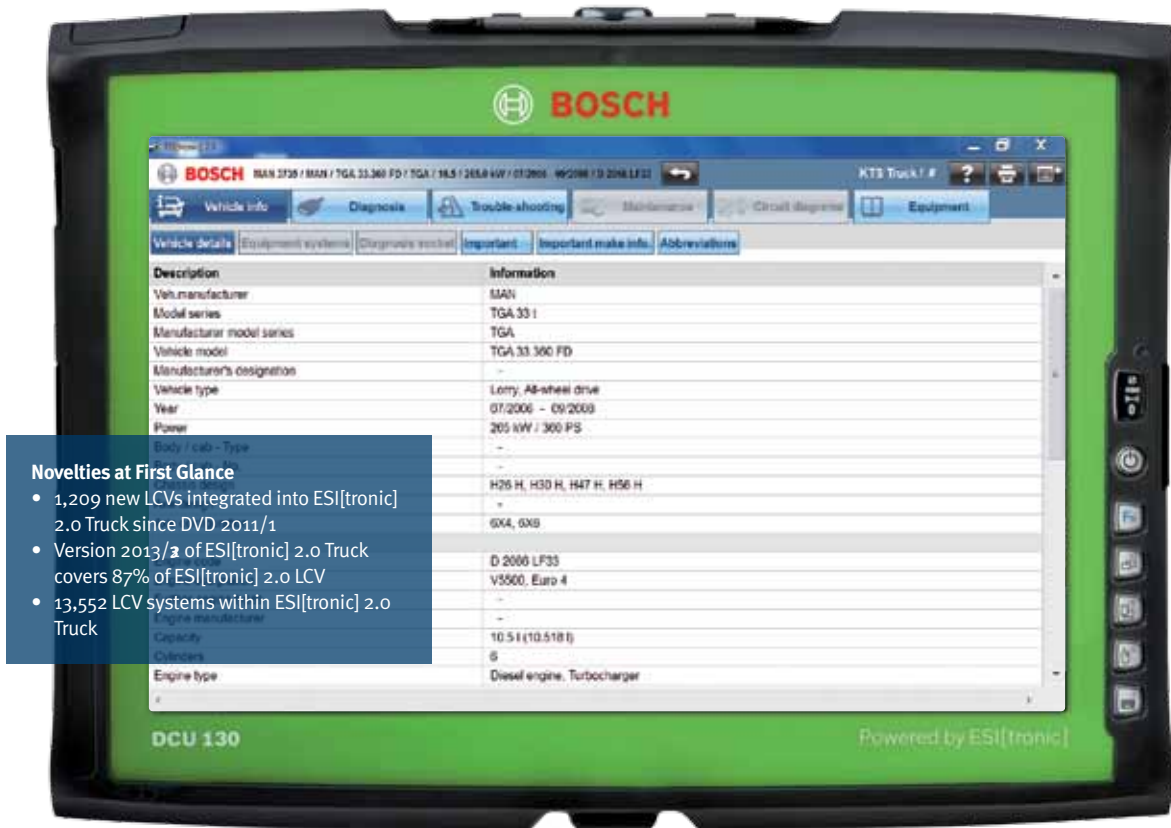 BOSCH
BOSCH
KTS Truck! #
?
Vehicle info Diagnosis Trouble-shooting Maintenance Circuit diagrams Equipment
Vehicle details Equipment systems Diagnosis socket Important Important make info. Abbreviations
Description Information
Veh.manufacturer MAN
Model series TGA 33 t
Manufacturer model series TGA
Vehicle model TGA 33.360 FD
Manufacturer's designation -
Vehicle type Lorry, All-wheel drive
Year 07/2006 - 09/2008
Power 265 kW / 360 PS
Body / cab - Type -
-
Chassis design H26 H, H30 H, H47 H, H56 H
-
6X4, 6X6
Engine code D 2066 LF33
V5500, Euro 4
-
Engine manufacturer -
Capacity 10.5 l (10.518 l)
Cylinders 6
Engine type Diesel engine, Turbocharger
Novelties at First Glance
• 1,209 new LCVs integrated into ESI[tronic]
2.0 Truck since DVD 2011/1
• Version 2013/2 of ESI[tronic] 2.0 Truck
covers 87% of ESI[tronic] 2.0 LCV
• 13,552 LCV systems within ESI[tronic] 2.0
Truck
Fn
DCU 130
Powered by ESI[tronic]